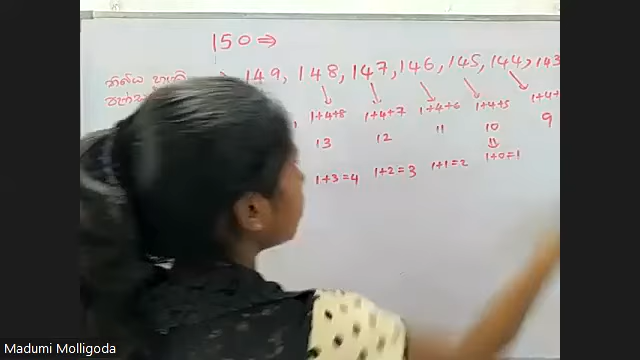 150 ⇒
149, 148, 147, 146, 145, 144, 143
1+4+8 1+4+7 1+4+6 1+4+5 1+4+
13 12 11 10 9
1+3=4 1+2=3 1+1=2 1+0=1
Madumi Molligoda